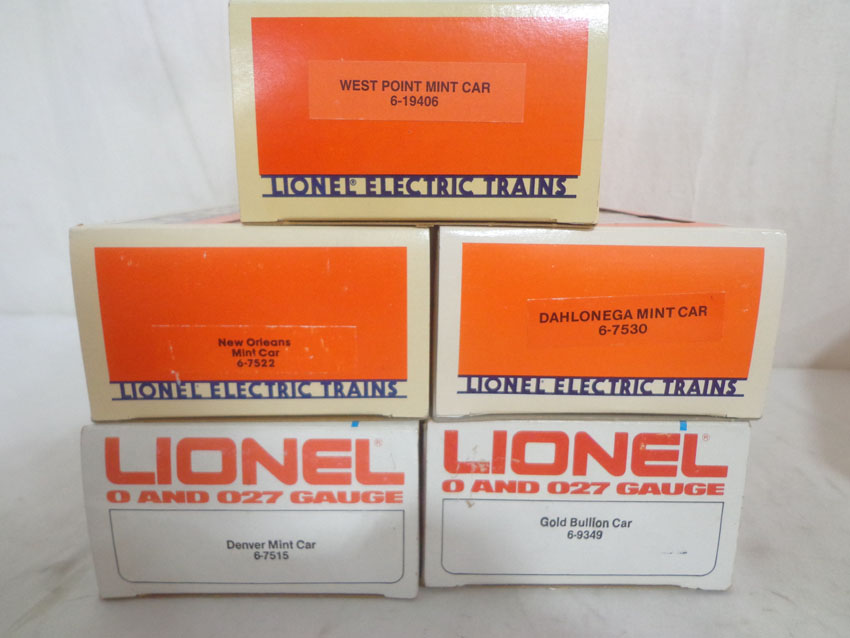 WEST POINT MINT CAR
6-19406
LIONEL® ELECTRIC TRAINS
New Orleans
Mint Car
6-7522
LIONEL® ELECTRIC TRAINS
DAHLONEGA MINT CAR
6-7530
LIONEL® ELECTRIC TRAINS
LIONEL®
O AND O27 GAUGE
Denver Mint Car
6-7515
LIONEL®
O AND O27 GAUGE
Gold Bullion Car
6-9349